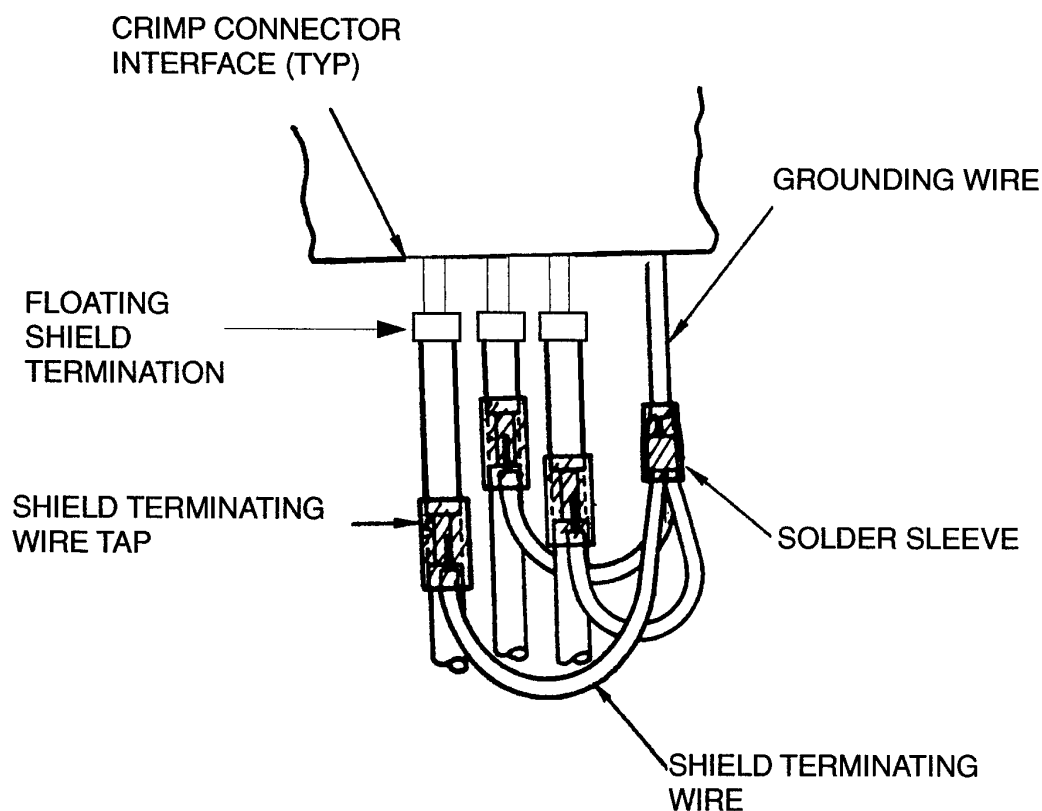 CRIMP CONNECTOR
INTERFACE (TYP)
GROUNDING WIRE
FLOATING
SHIELD
TERMINATION
SHIELD TERMINATING
WIRE TAP
SOLDER SLEEVE
SHIELD TERMINATING
WIRE